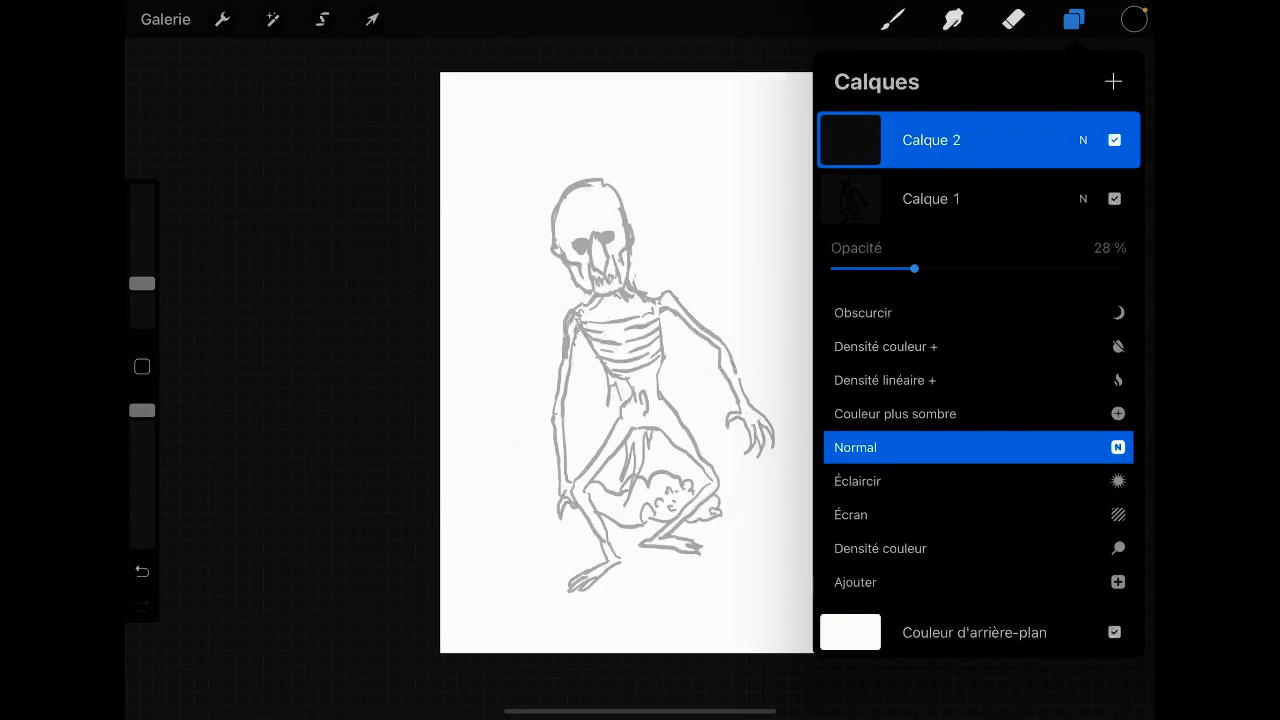 Galerie
Calques
Calque 2 N
Calque 1 N
Opacité 28 %
Obscurcir
Densité couleur +
Densité linéaire +
Couleur plus sombre
Normal N
Éclaircir
Écran
Densité couleur
Ajouter
Couleur d'arrière-plan